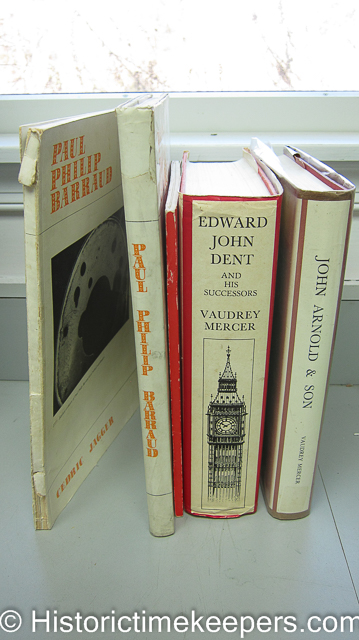 PAUL
PHILIP
BARRAUD
CEDRIC JAGGER
PAUL PHILIP BARRAUD
EDWARD
JOHN
DENT
AND
HIS
SUCCESSORS
VAUDREY
MERCER
JOHN ARNOLD & SON
VAUDREY MERCER
© Historictimekeepers.com